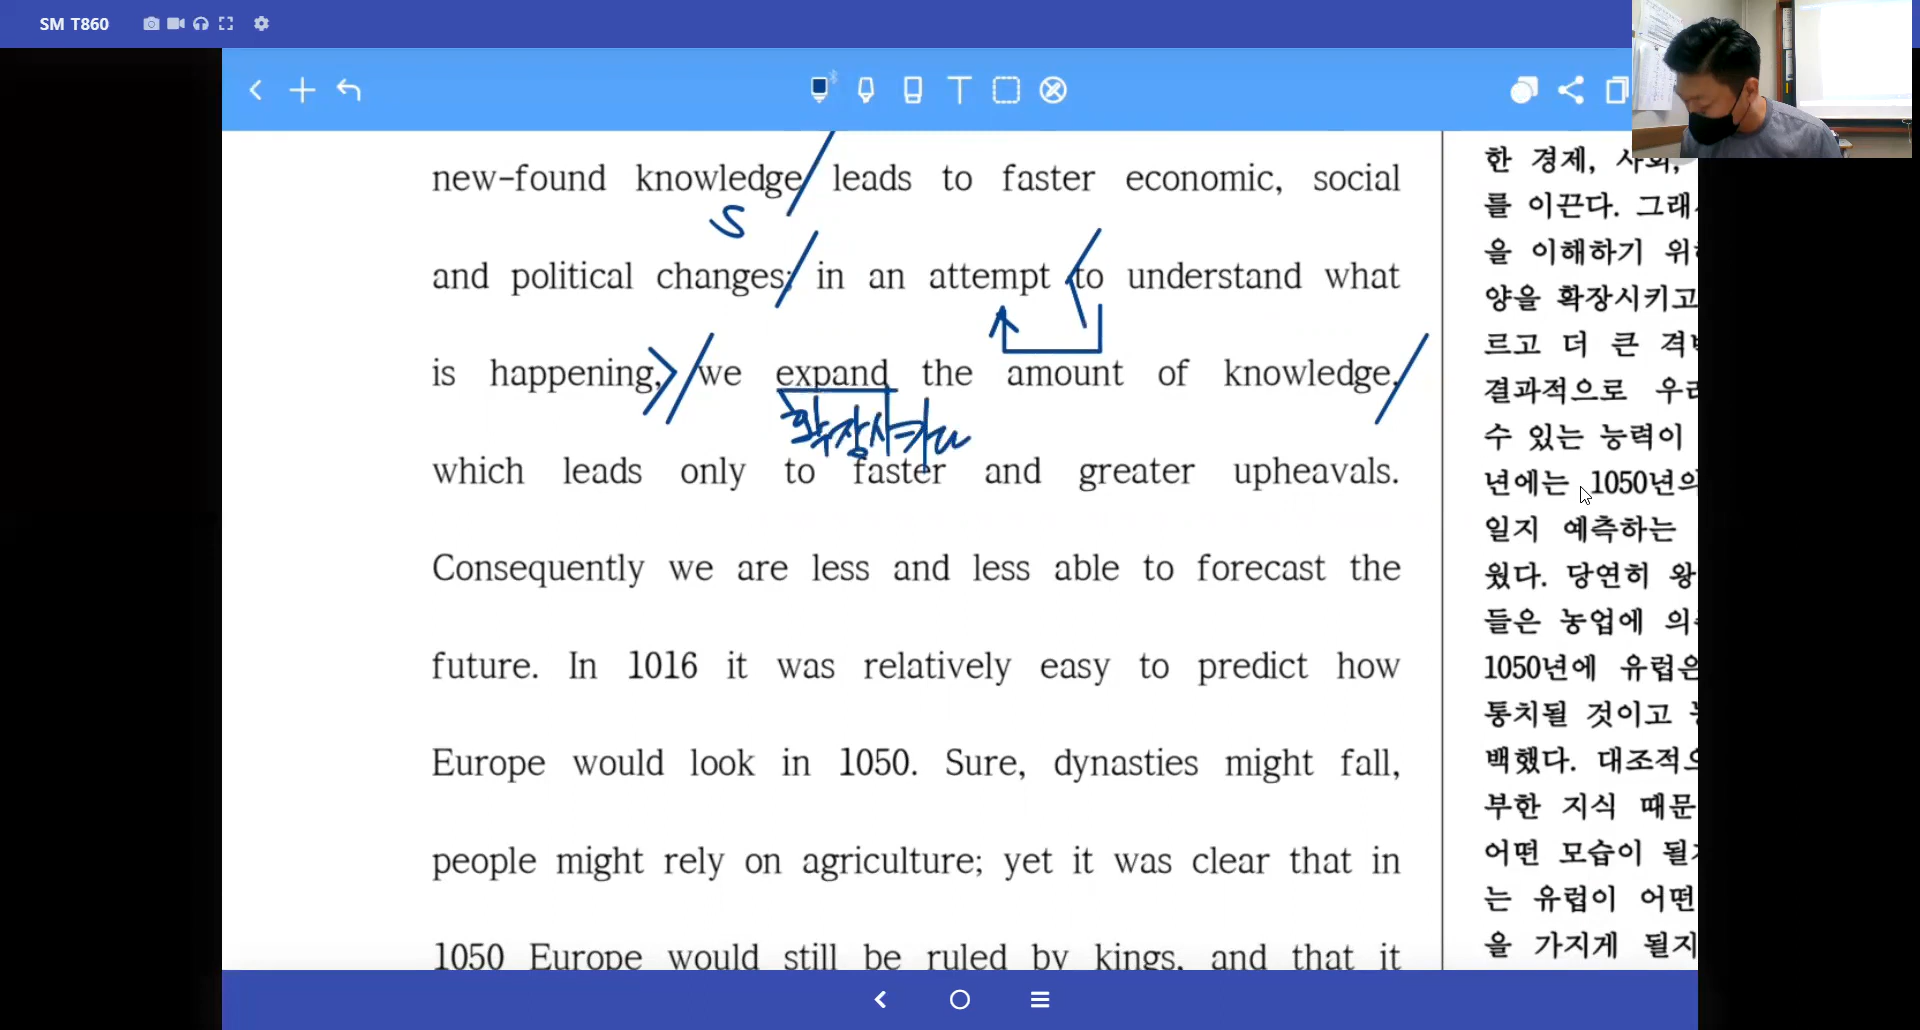 SM T860
new-found knowledge leads to faster economic, social
S
and political changes; in an attempt to understand what
is happening, we expand the amount of knowledge,
확장시키다
which leads only to faster and greater upheavals.
Consequently we are less and less able to forecast the
future. In 1016 it was relatively easy to predict how
Europe would look in 1050. Sure, dynasties might fall,
people might rely on agriculture; yet it was clear that in
1050 Europe would still be ruled by kings, and that it
한 경제, 사회,
를 이끈다. 그래
을 이해하기 위
양을 확장시키고
르고 더 큰 격
결과적으로 우리
수 있는 능력이
년에는 1050년의
일지 예측하는
웠다. 당연히 왕
들은 농업에 의
1050년에 유럽은
통치될 것이고
백했다. 대조적으
부한 지식 때문
어떤 모습이 될지
는 유럽이 어떤
을 가지게 될지